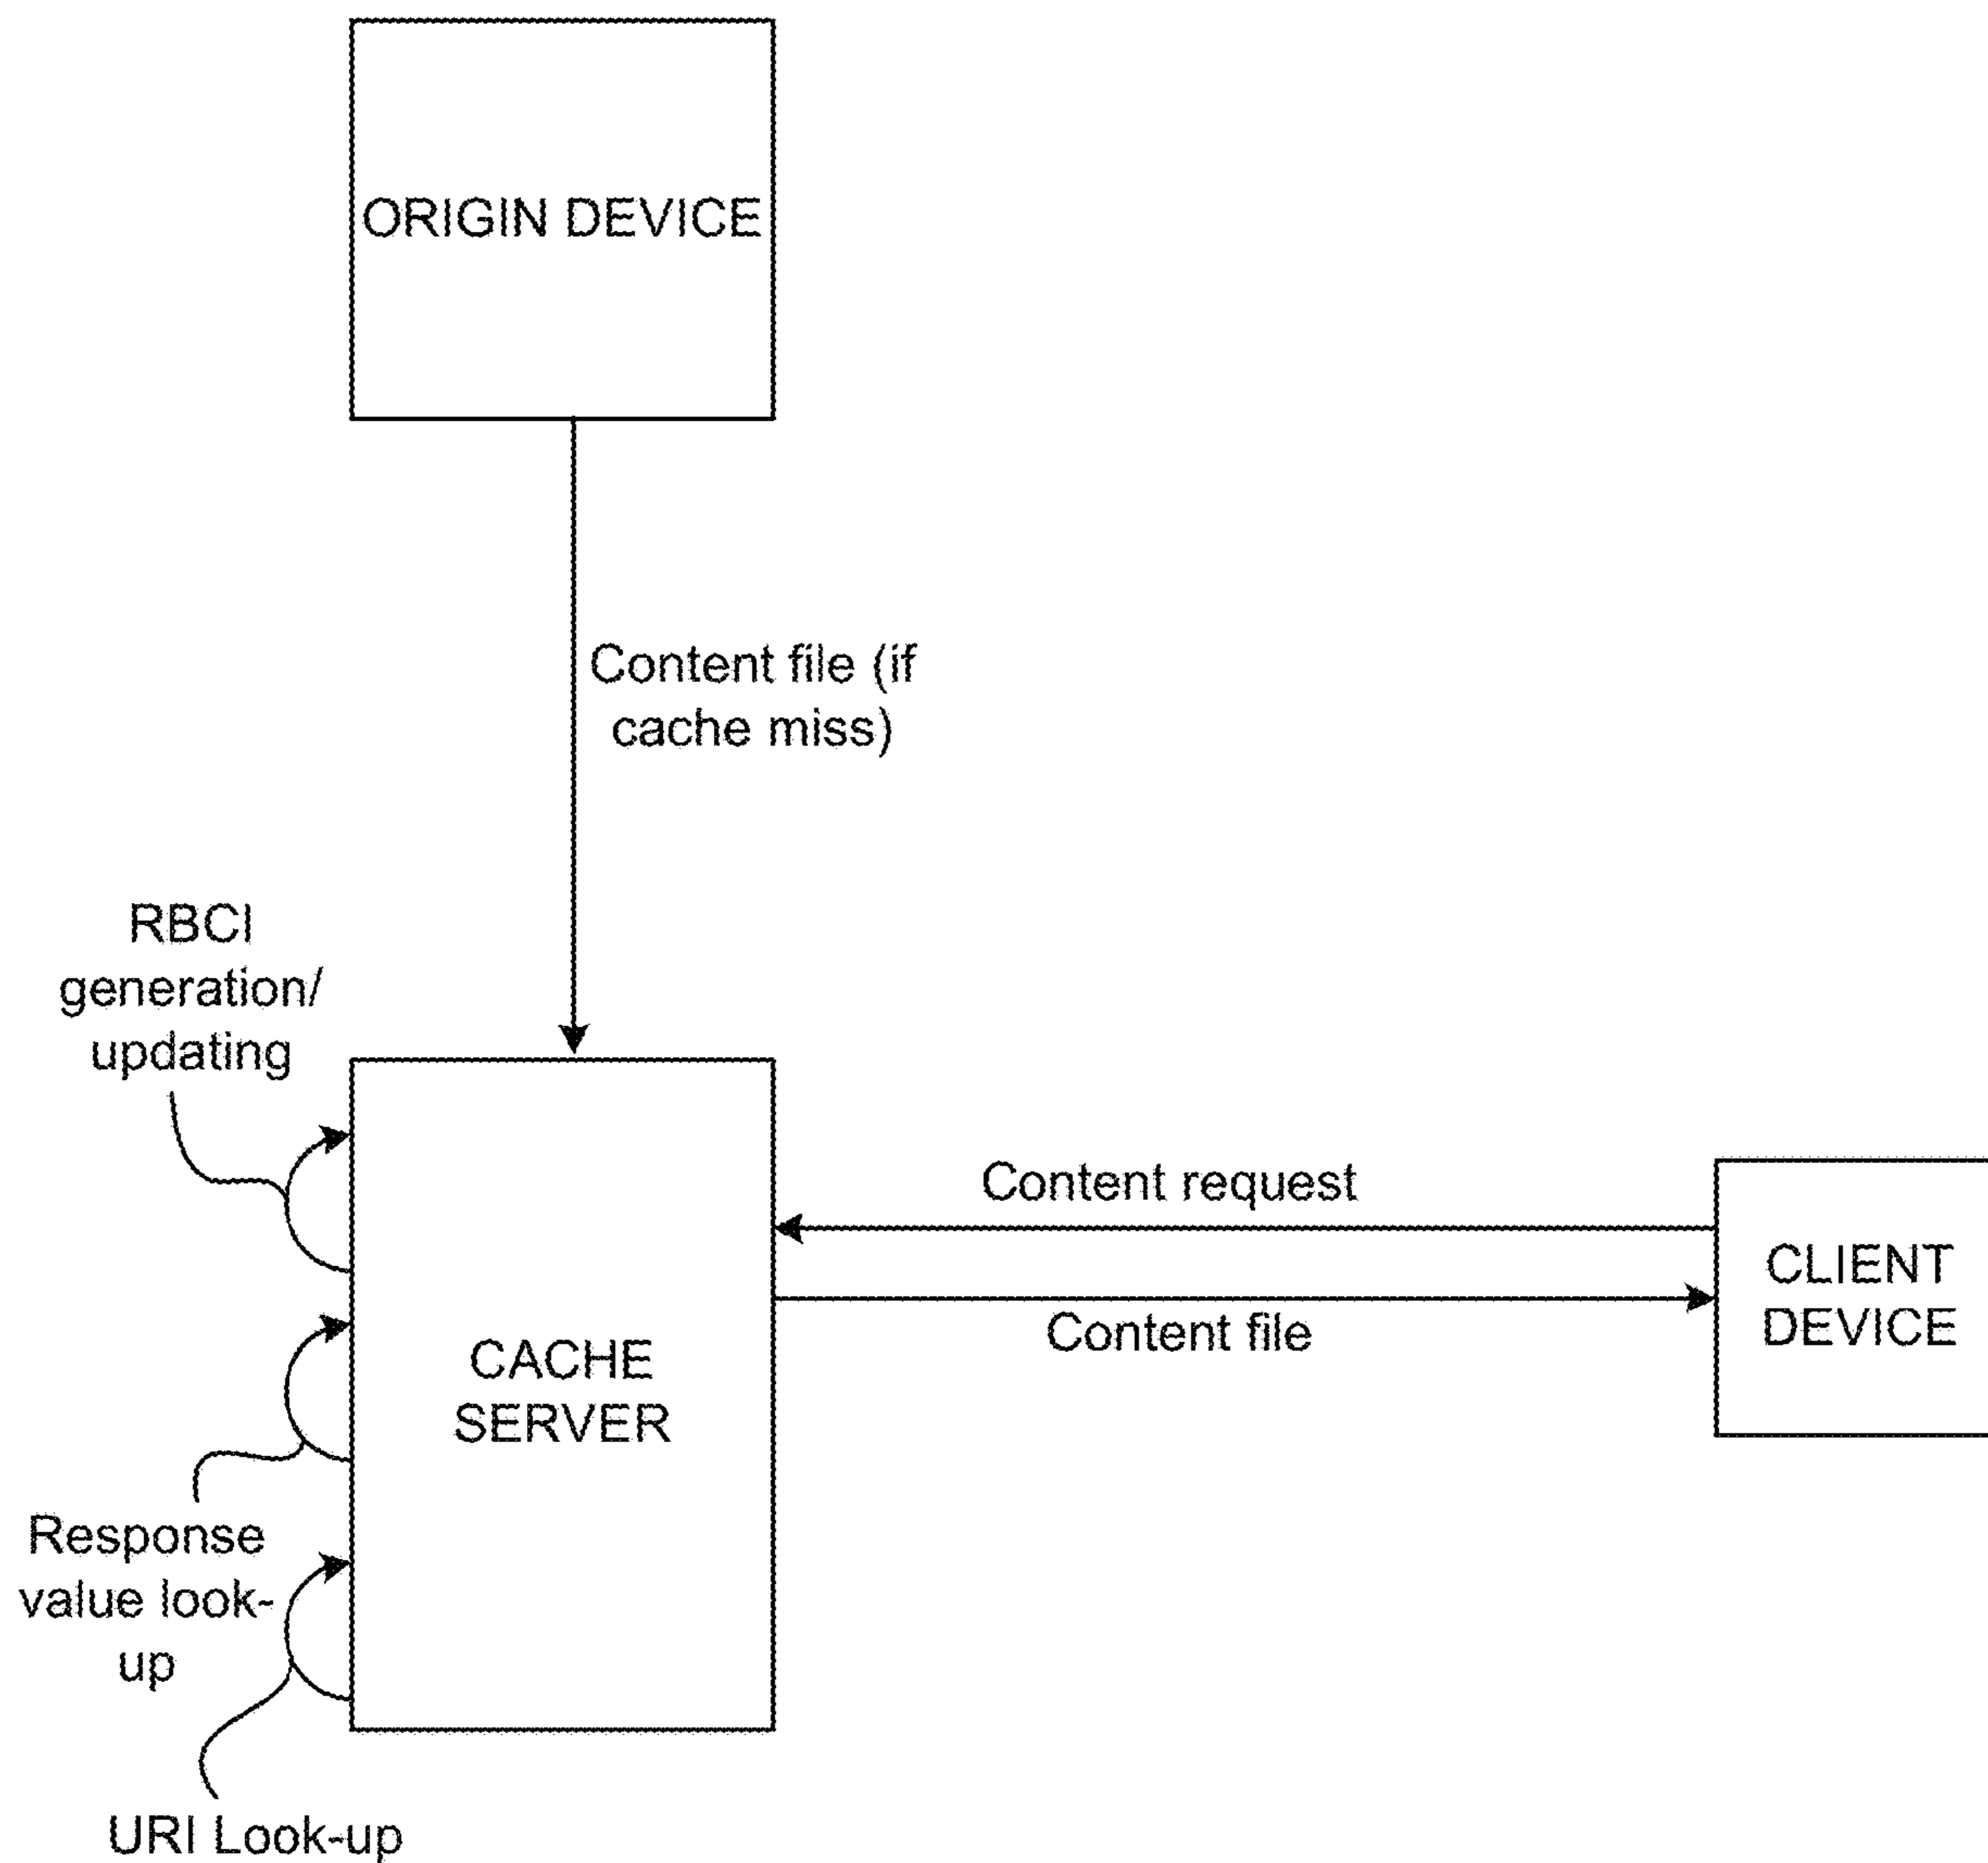 ORIGIN DEVICE
Content file (if
cache miss)
RBCI
generation/
updating
Content request
CLIENT
DEVICE
Content file
CACHE
SERVER
Response
value look-
up
URI Look-up